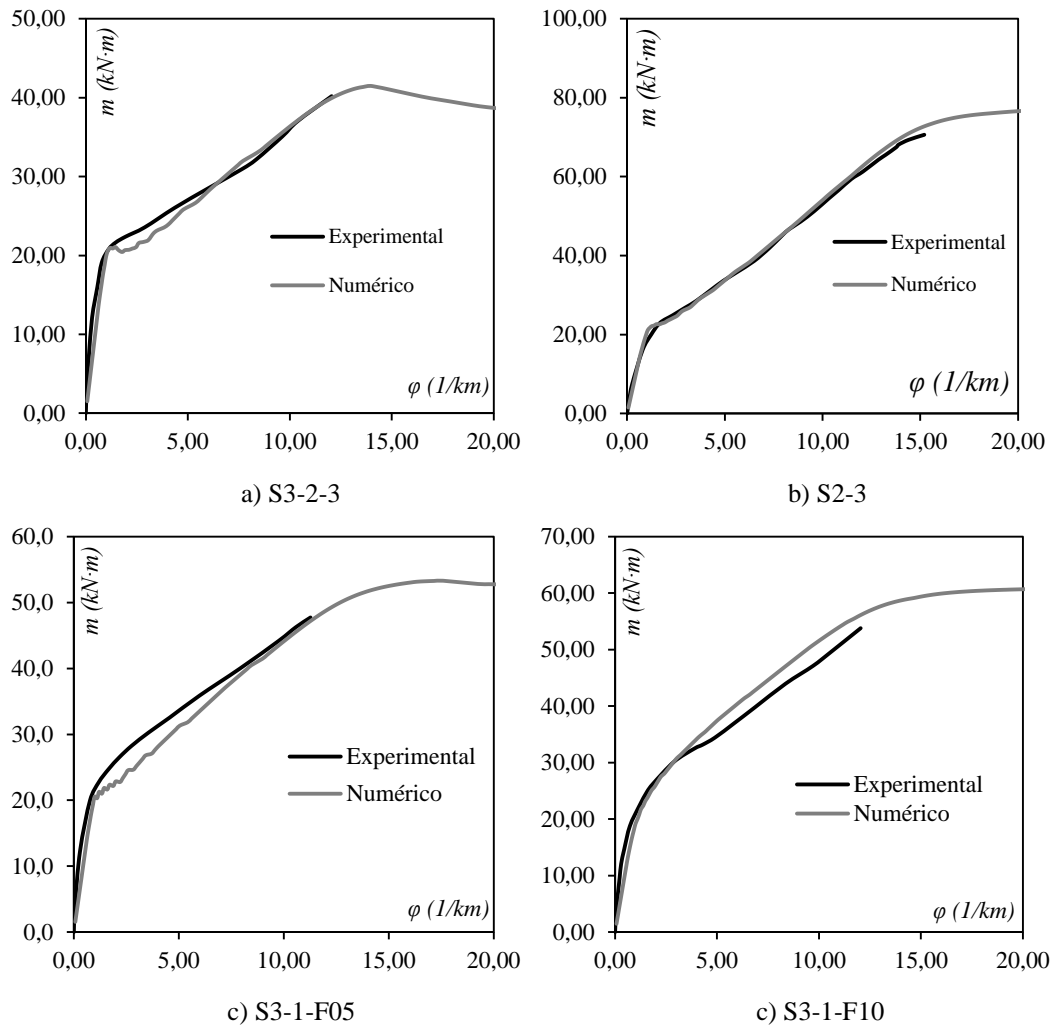 50,00
40,00
30,00
20,00
10,00
0,00
m (kN·m)
Experimental
Numérico
φ (1/km)
0,00 5,00 10,00 15,00 20,00
a) S3-2-3
100,00
80,00
60,00
40,00
20,00
0,00
m (kN·m)
Experimental
Numérico
φ (1/km)
0,00 5,00 10,00 15,00 20,00
b) S2-3
60,0
50,0
40,0
30,0
20,0
10,0
0,0
m (kN·m)
Experimental
Numérico
φ (1/km)
0,00 5,00 10,00 15,00 20,00
c) S3-1-F05
70,00
60,00
50,00
40,00
30,00
20,00
10,00
0,00
m (kN·m)
Experimental
Numérico
φ (1/km)
0,00 5,00 10,00 15,00 20,00
c) S3-1-F10